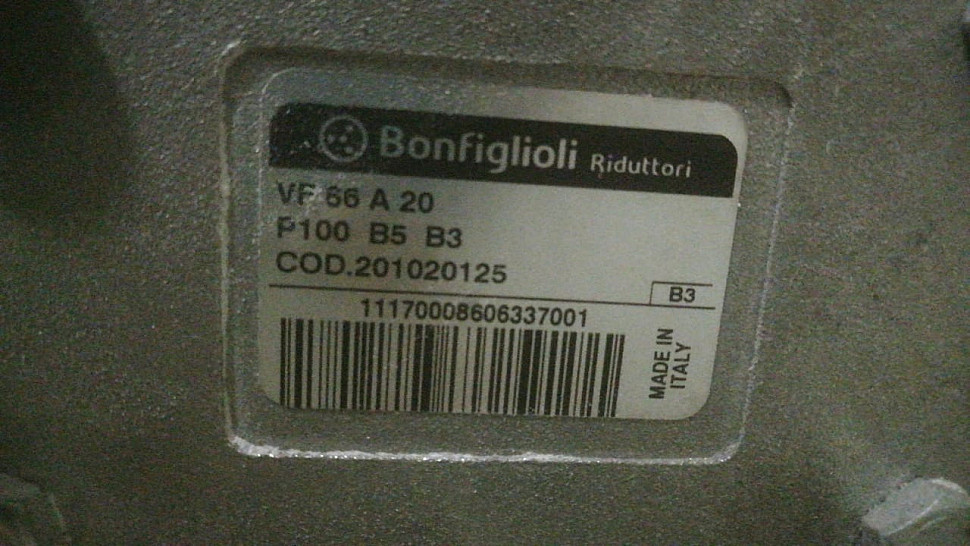 Bonfiglioli Riduttori
VF 66 A 20
P100 B5 B3
COD.201020125
B3
11170008606337001
MADE IN
ITALY